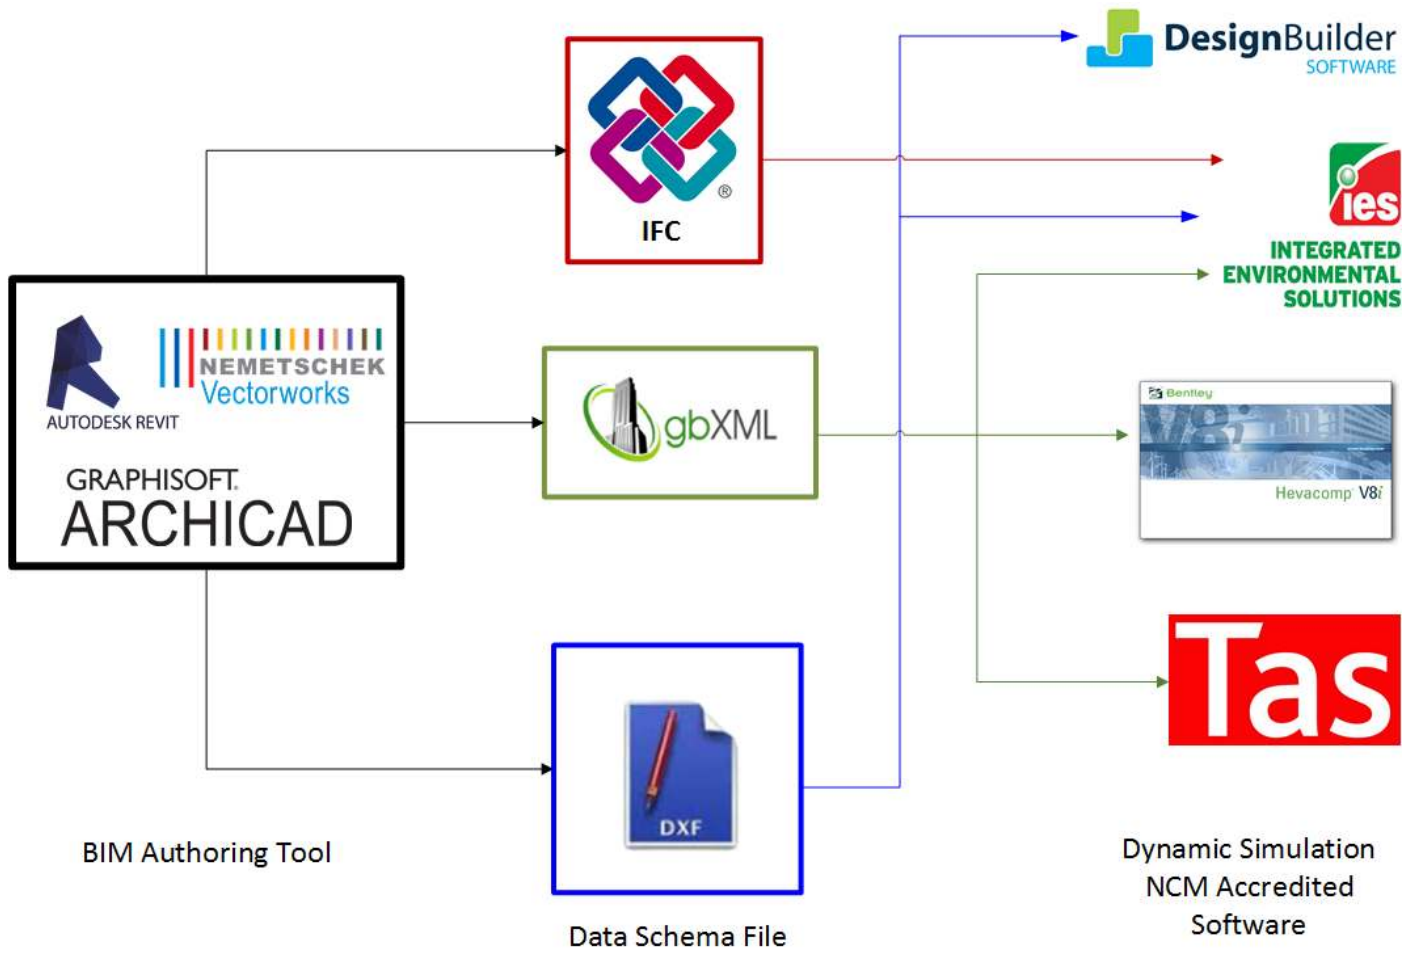 DesignBuilder
SOFTWARE
®
IFC
ies
INTEGRATED
ENVIRONMENTAL
SOLUTIONS
AUTODESK REVIT
NEMETSCHEK
Vectorworks
GRAPHISOFT.
ARCHICAD
gbXML
Bentley
V8i
Hevacomp V8i
Tas
DXF
BIM Authoring Tool
Data Schema File
Dynamic Simulation
NCM Accredited
Software